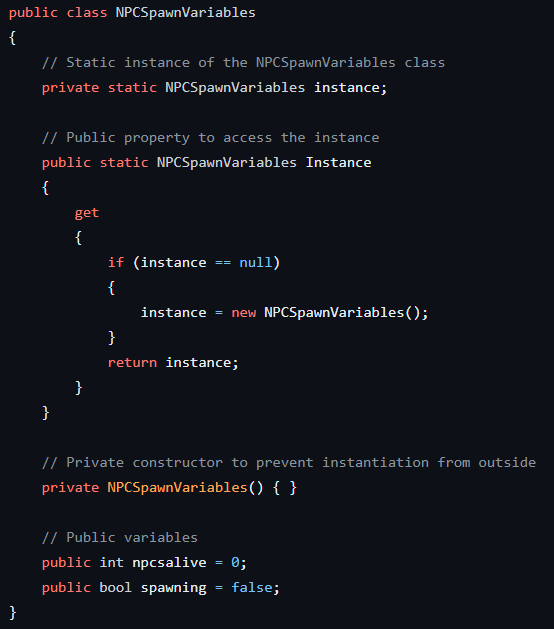 public class NPCSpawnVariables
{
    // Static instance of the NPCSpawnVariables class
    private static NPCSpawnVariables instance;

    // Public property to access the instance
    public static NPCSpawnVariables Instance
    {
        get
        {
            if (instance == null)
            {
                instance = new NPCSpawnVariables();
            }
            return instance;
        }
    }

    // Private constructor to prevent instantiation from outside
    private NPCSpawnVariables() { }

    // Public variables
    public int npcsalive = 0;
    public bool spawning = false;
}